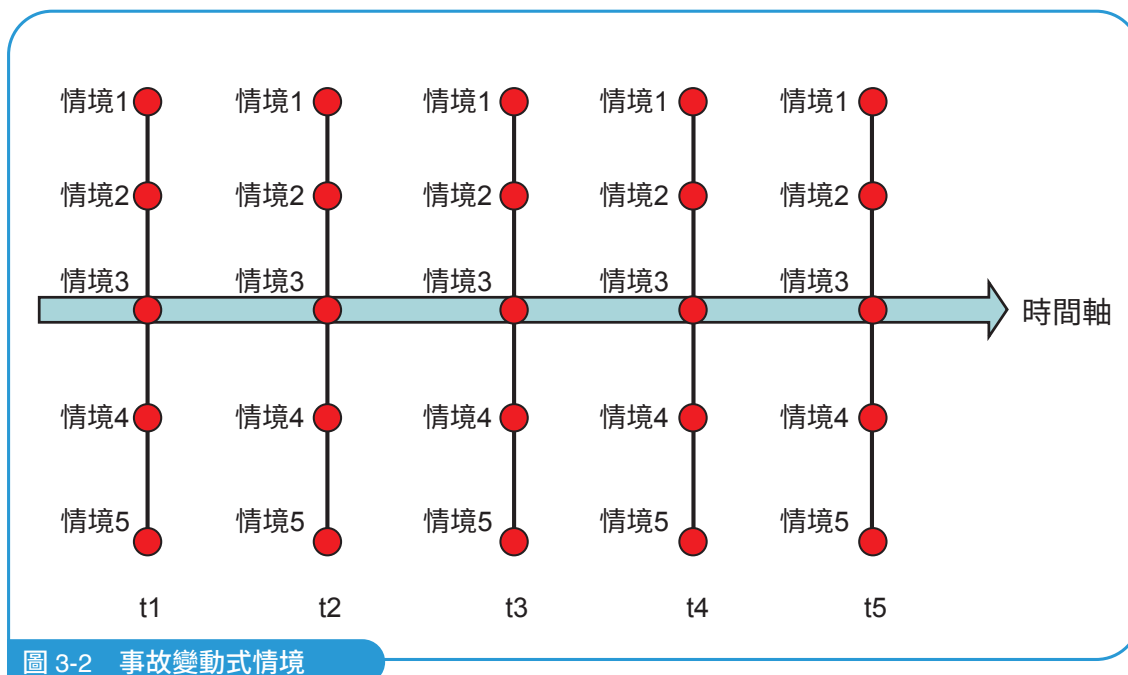 情境1 情境1 情境1 情境1 情境1
情境2 情境2 情境2 情境2 情境2
情境3 情境3 情境3 情境3 情境3
時間軸
情境4 情境4 情境4 情境4 情境4
情境5 情境5 情境5 情境5 情境5
t1 t2 t3 t4 t5
圖 3-2 事故變動式情境